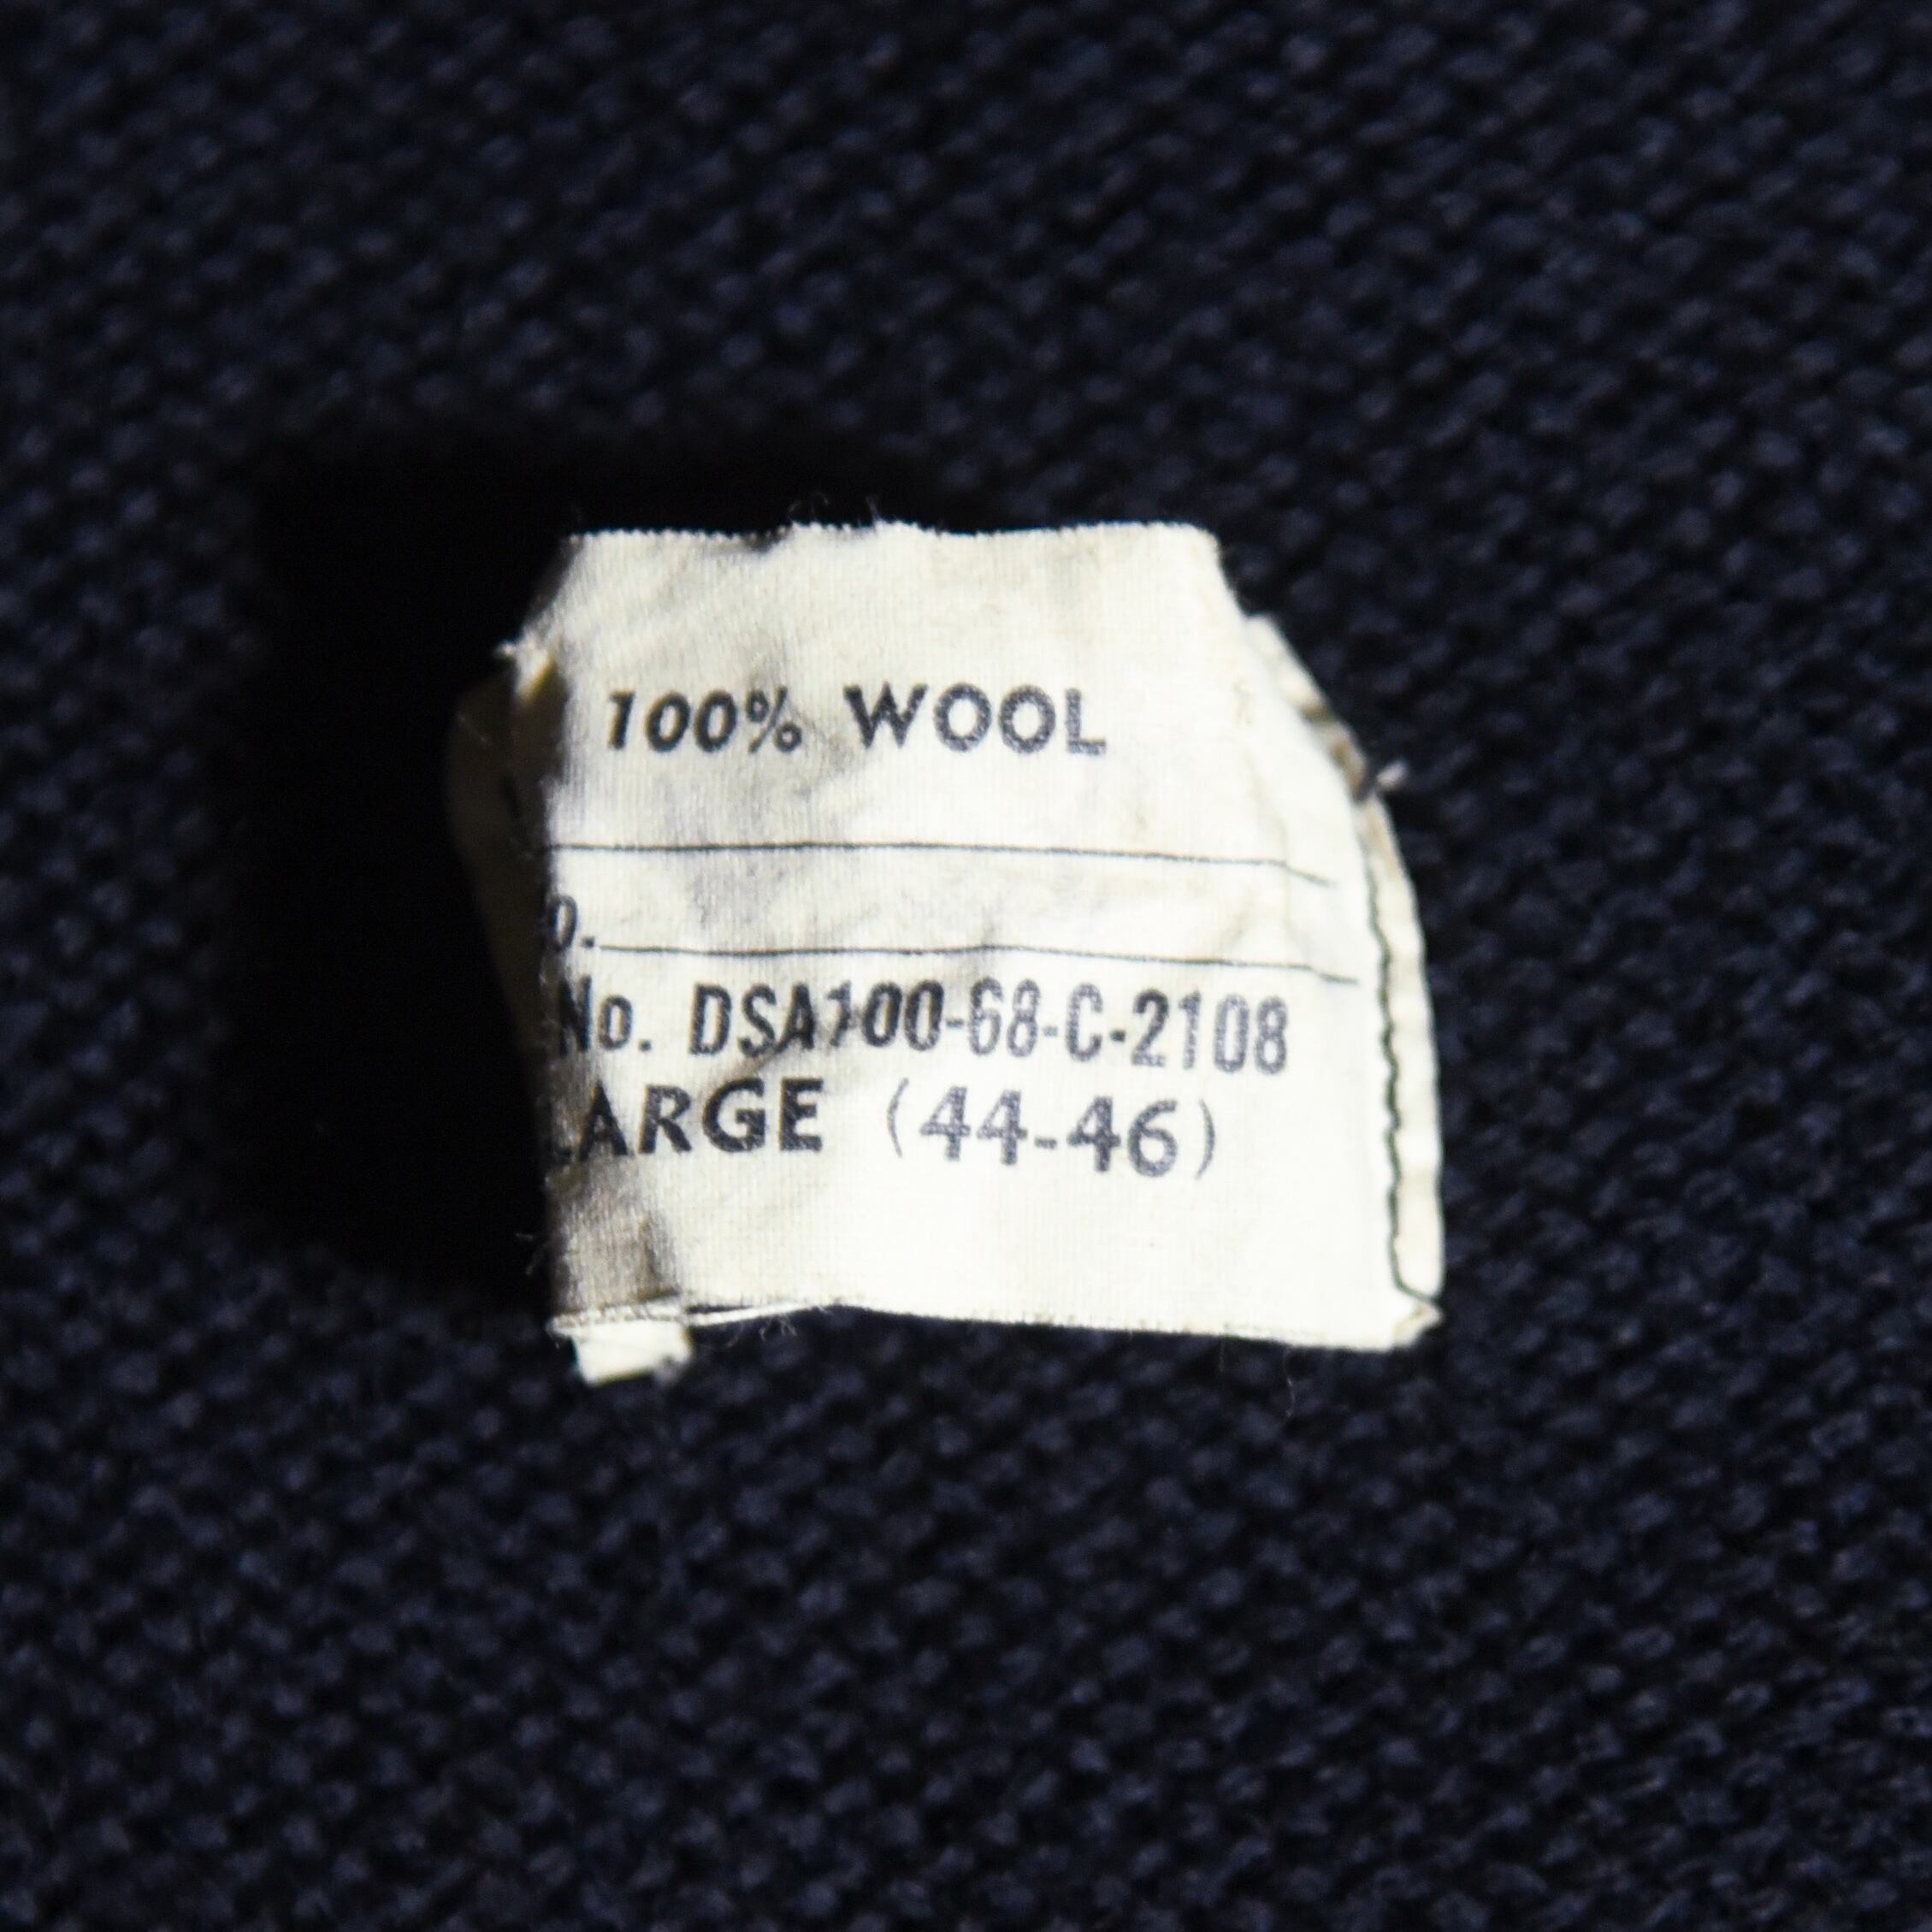 100% WOOL
o.
No. DSA100-68-C-2108
LARGE (44-46)